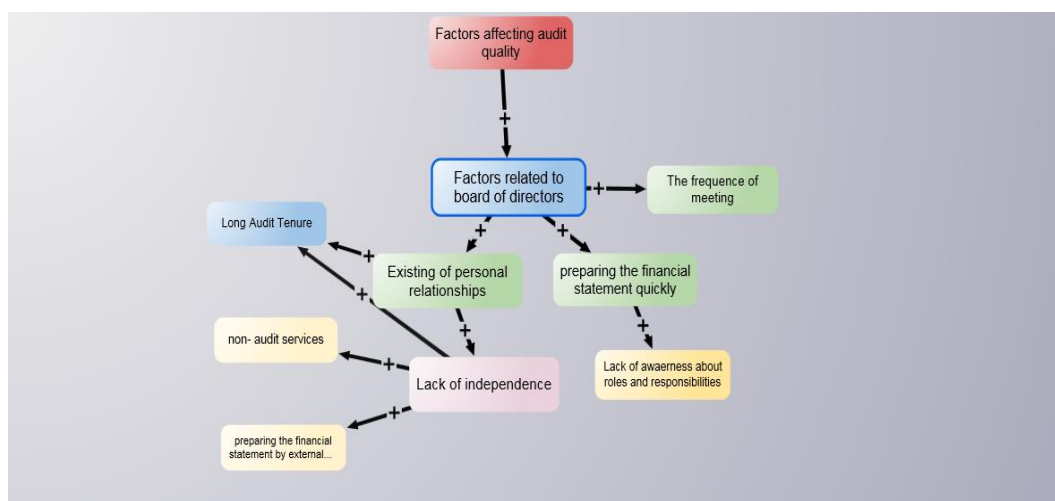 Factors affecting audit
quality
+
Factors related to
board of directors
+
The frequence of
meeting
Long Audit Tenure
+
+
+
Existing of personal
relationships
preparing the financial
statement quickly
+
+
+
non- audit services
+
Lack of independence
Lack of awaerness about
roles and responsibilities
+
preparing the financial
statement by external...